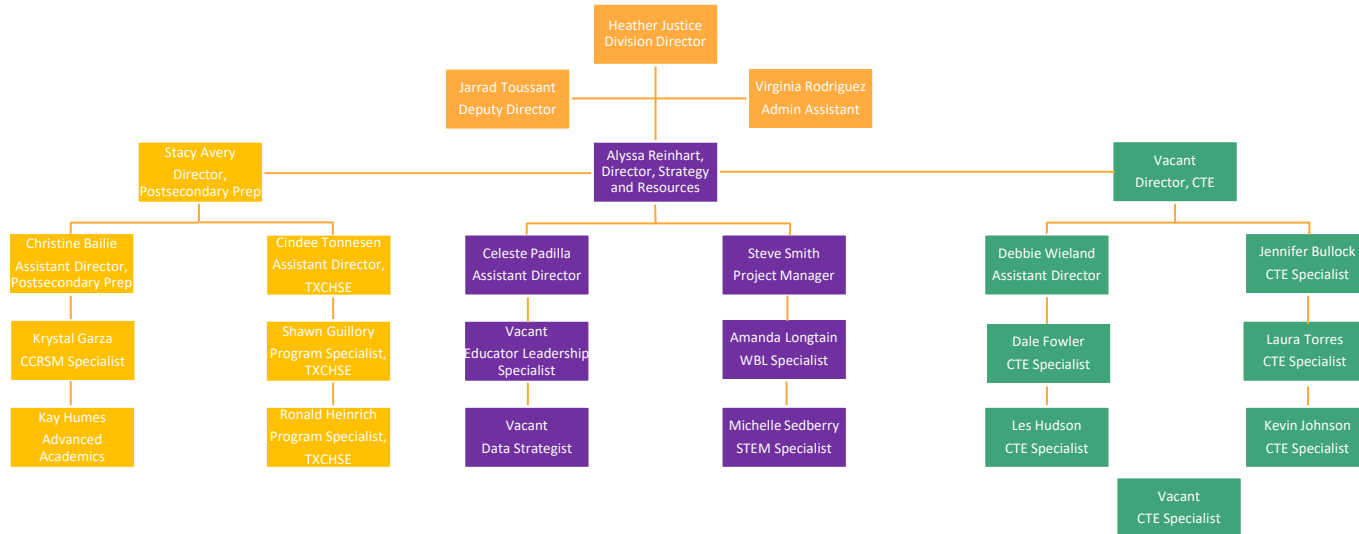 Heather Justice
Division Director
Jarrad Toussant
Deputy Director
Virginia Rodriguez
Admin Assistant
Stacy Avery
Director,
Postsecondary Prep
Alyssa Reinhart,
Director, Strategy
and Resources
Vacant
Director, CTE
Christine Bailie
Assistant Director,
Postsecondary Prep
Cindee Tonnesen
Assistant Director,
TXCHSE
Celeste Padilla
Assistant Director
Steve Smith
Project Manager
Debbie Wieland
Assistant Director
Jennifer Bullock
CTE Specialist
Krystal Garza
CCRSM Specialist
Shawn Guillory
Program Specialist,
TXCHSE
Vacant
Educator Leadership
Specialist
Amanda Longtain
WBL Specialist
Dale Fowler
CTE Specialist
Laura Torres
CTE Specialist
Kay Humes
Advanced
Academics
Ronald Heinrich
Program Specialist,
TXCHSE
Vacant
Data Strategist
Michelle Sedberry
STEM Specialist
Les Hudson
CTE Specialist
Kevin Johnson
CTE Specialist
Vacant
CTE Specialist